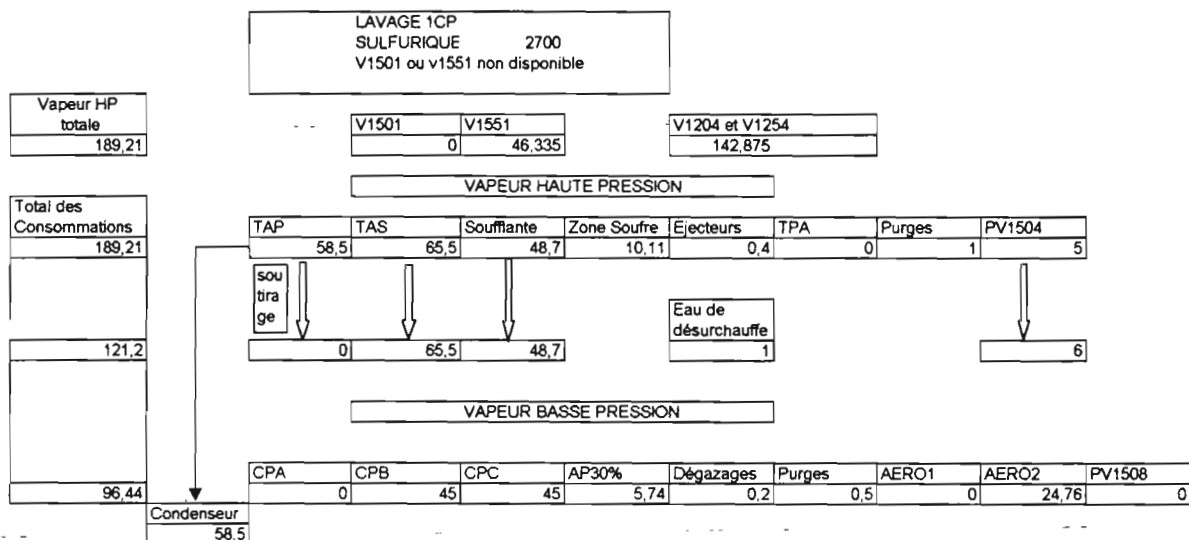 LAVAGE 1CP
SULFURIQUE 2700
V1501 ou v1551 non disponible
Vapeur HP
totale
189,21
V1501 V1551 V1204 et V1254
0 46,335 142,875
VAPEUR HAUTE PRESSION
Total des
Consommations
TAP TAS Soufflante Zone Soufre Ejecteurs TPA Purges PV1504
189,21 58,5 65,5 48,7 10,11 0,4 0 1 5
sou
tira
ge
Eau de
désurchauffe
121,2 0 65,5 48,7 1 6
VAPEUR BASSE PRESSION
CPA CPB CPC AP30% Dégazages Purges AERO1 AERO2 PV1508
96,44 0 45 45 5,74 0,2 0,5 0 24,76 0
Condenseur
58,5